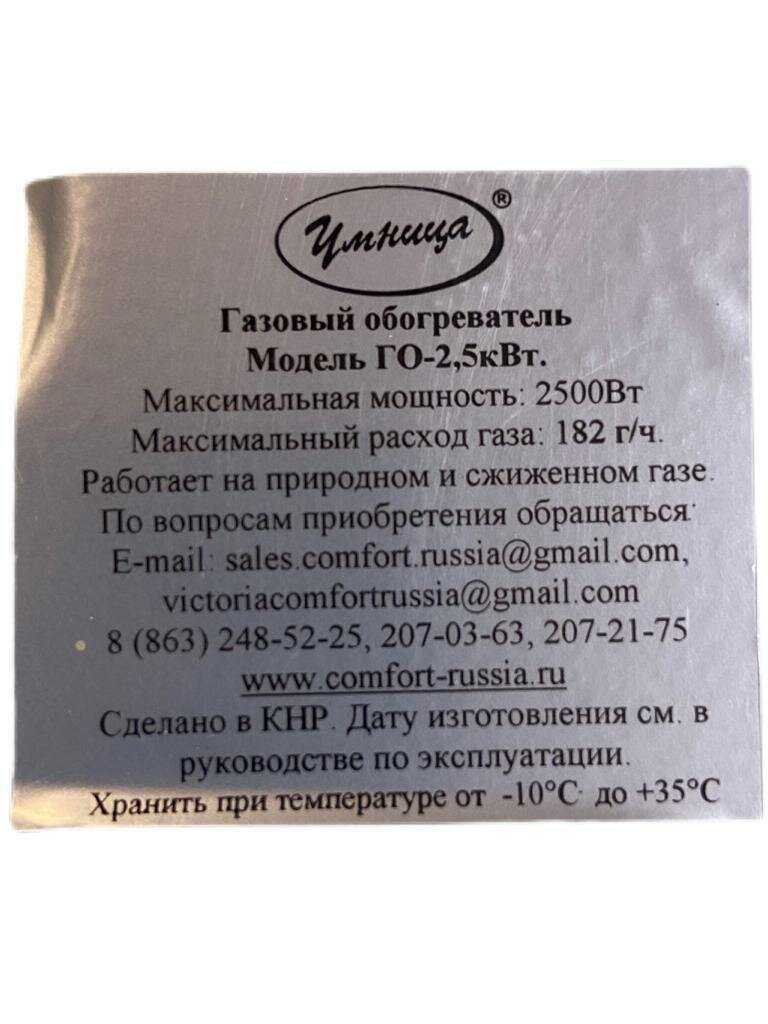 Умница ®
Газовый обогреватель
Модель ГО-2,5кВт.
Максимальная мощность: 2500Вт
Максимальный расход газа: 182 г/ч.
Работает на природном и сжиженном газе.
По вопросам приобретения обращаться:
E-mail: sales.comfort.russia@gmail.com,
victoriacomfortrussia@gmail.com
8 (863) 248-52-25, 207-03-63, 207-21-75
www.comfort-russia.ru
Сделано в КНР. Дату изготовления см. в
руководстве по эксплуатации.
Хранить при температуре от -10°С до +35°С